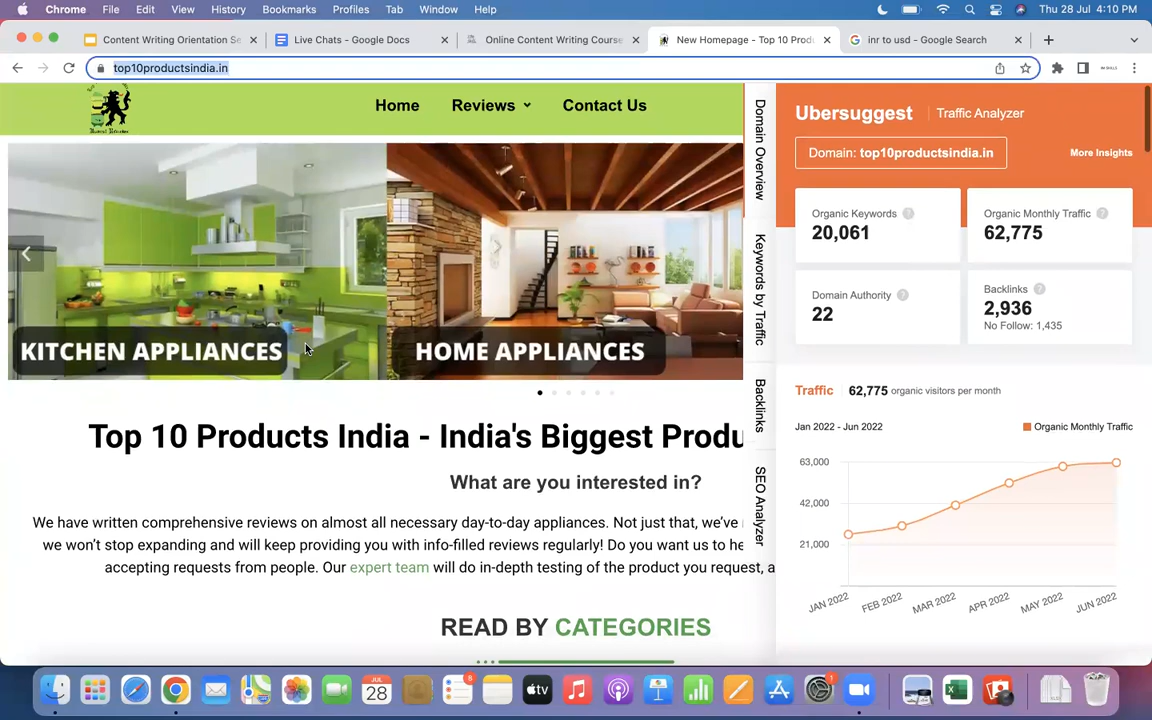 Chrome File Edit View History Bookmarks Profiles Tab Window Help Thu 28 Jul 4:10 PM
Content Writing Orientation Se Live Chats - Google Docs Online Content Writing Course New Homepage - Top 10 Produ inr to usd - Google Search
top10productsindia.in
Home Reviews Contact Us
KITCHEN APPLIANCES
HOME APPLIANCES
Top 10 Products India - India's Biggest Produ
What are you interested in?
We have written comprehensive reviews on almost all necessary day-to-day appliances. Not just that, we've
we won't stop expanding and will keep providing you with info-filled reviews regularly! Do you want us to he
accepting requests from people. Our expert team will do in-depth testing of the product you request, a
READ BY CATEGORIES
Domain Overview
Keywords by Traffic
Backlinks
SEO Analyzer
Ubersuggest Traffic Analyzer
Domain: top10productsindia.in More Insights
Organic Keywords ?
20,061
Organic Monthly Traffic ?
62,775
Domain Authority ?
22
Backlinks ?
2,936
No Follow: 1,435
Traffic 62,775 organic visitors per month
Jan 2022 - Jun 2022 Organic Monthly Traffic
63,000
42,000
21,000
JAN 2022 FEB 2022 MAR 2022 APR 2022 MAY 2022 JUN 2022
JUL
28
6
tv
1